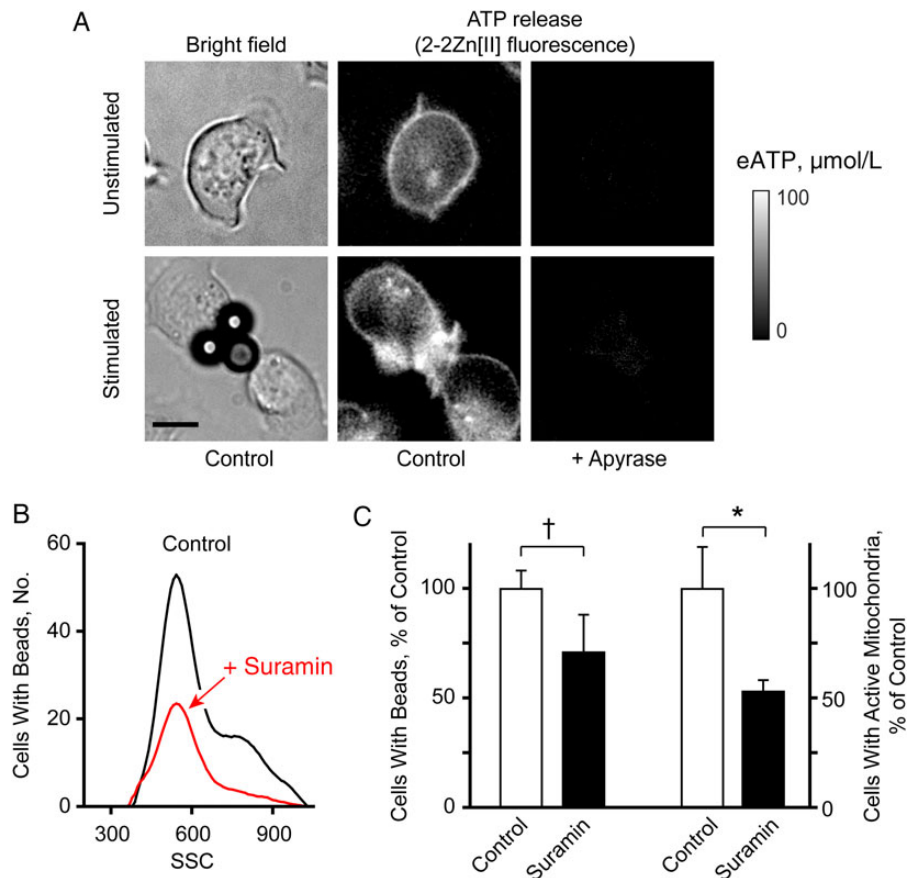 A
Bright field
ATP release
(2-2Zn[II] fluorescence)
Unstimulated
Stimulated
Control
Control
+ Apyrase
eATP, µmol/L
100
0
B
Cells With Beads, No.
60
40
20
0
Control
+ Suramin
300 600 900
SSC
C
Cells With Beads, % of Control
100
50
0
†
*
100
50
0
Cells With Active Mitochondria,
% of Control
Control
Suramin
Control
Suramin